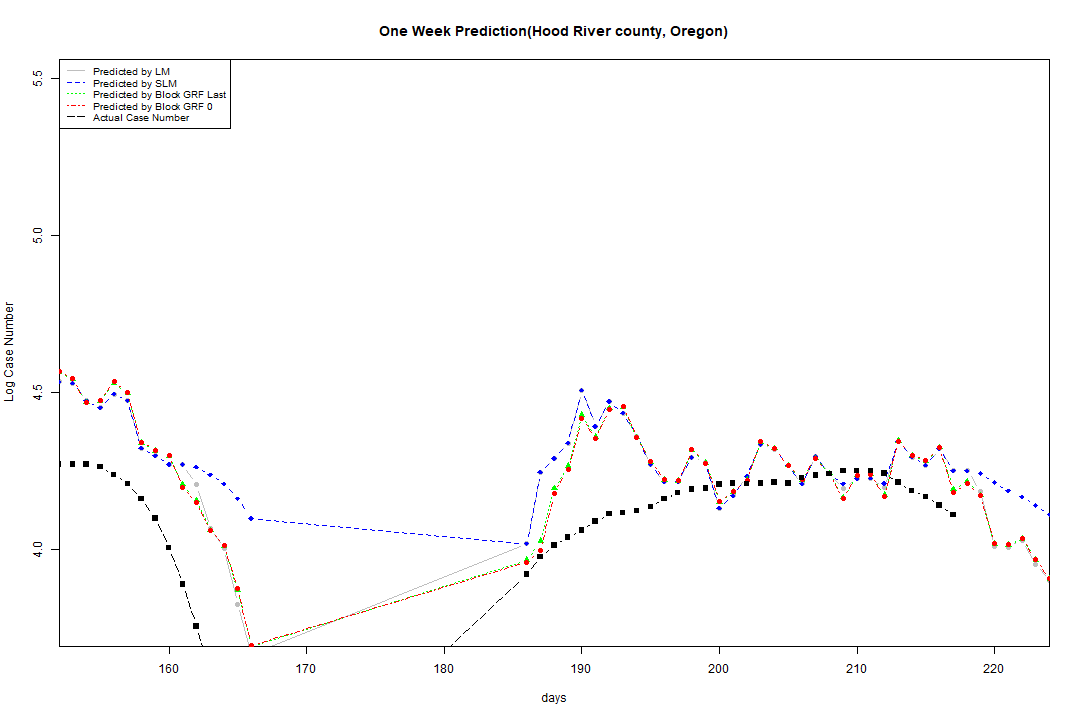 One Week Prediction(Hood River county, Oregon)
Predicted by LM
Predicted by SLM
Predicted by Block GRF Last
Predicted by Block GRF 0
Actual Case Number
5.5
5.0
4.5
4.0
Log Case Number
160 170 180 190 200 210 220
days